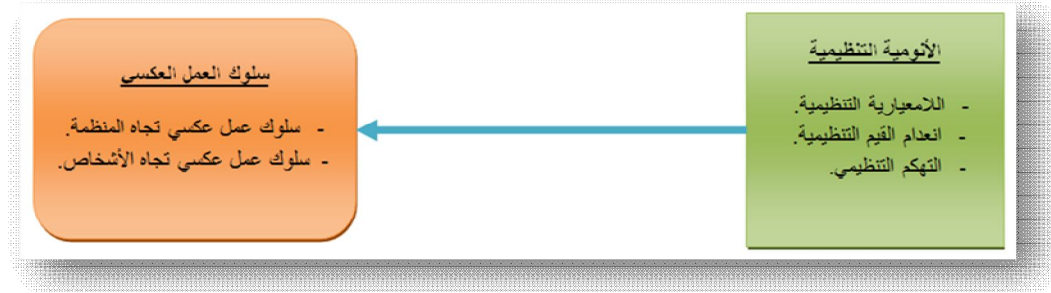 الأنومية التنظيمية
- اللامعيارية التنظيمية.
- انعدام القيم التنظيمية.
- التهكم التنظيمي.
سلوك العمل العكسي
- سلوك عمل عكسي تجاه المنظمة.
- سلوك عمل عكسي تجاه الأشخاص.